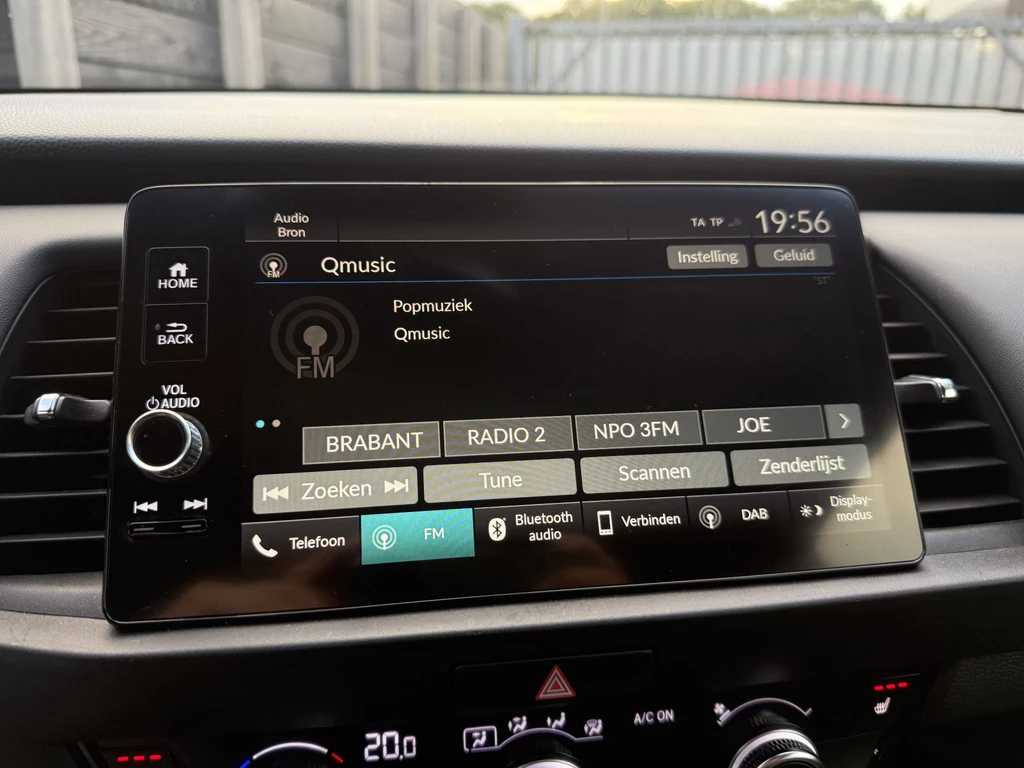 Audio
Bron
TA TP
19:56
HOME
FM
Qmusic
Instelling
Geluid
ST
Popmuziek
BACK
Qmusic
FM
VOL
AUDIO
BRABANT
RADIO 2
NPO 3FM
JOE
Zoeken
Tune
Scannen
Zenderlijst
Telefoon
FM
Bluetooth
audio
Verbinden
DAB
Display-
modus
20.0
A/C ON